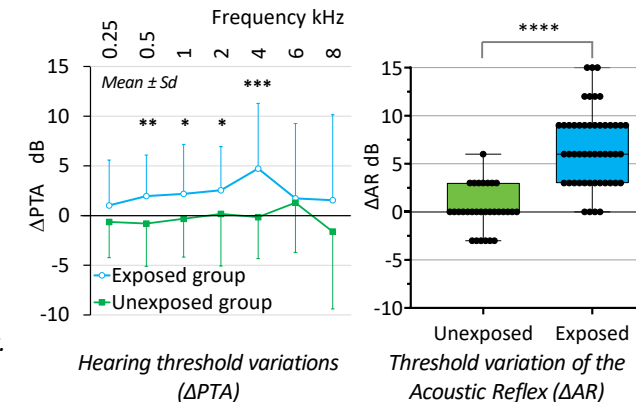 Frequency kHz
0.25 0.5 1 2 4 6 8
15
10
5
0
-5
-10
ΔPTA dB
Mean ± Sd
** * * ***
Exposed group
Unexposed group
Hearing threshold variations
(ΔPTA)
****
15
10
5
0
-5
-10
ΔAR dB
Unexposed Exposed
Threshold variation of the
Acoustic Reflex (ΔAR)